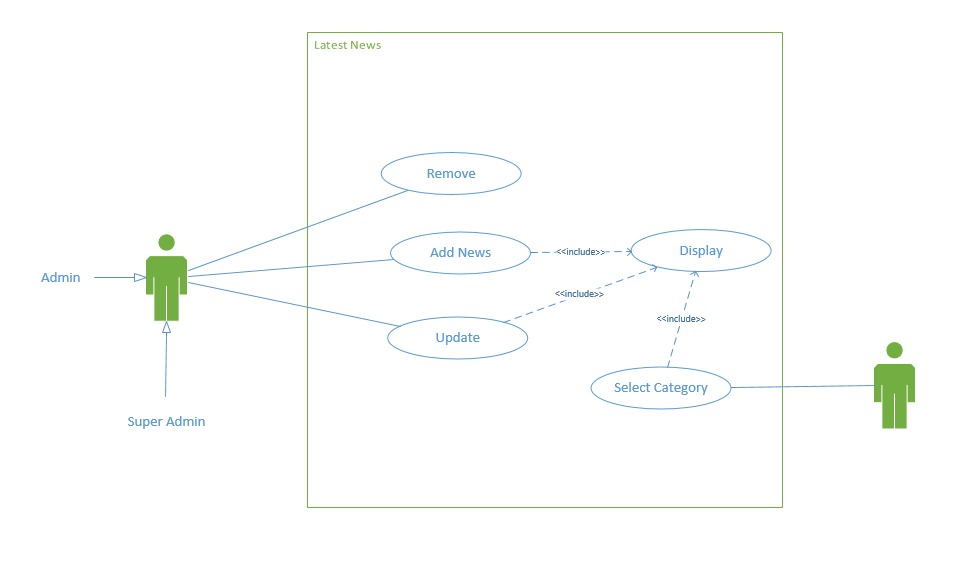 Latest News
Remove
Add News
<<include>>
Display
Admin
<<include>>
<<include>>
Update
Select Category
Super Admin